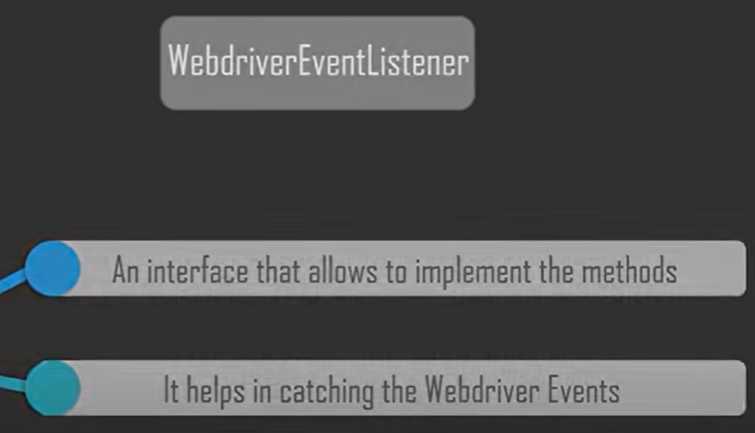 WebdriverEventListener
An interface that allows to implement the methods
It helps in catching the Webdriver Events